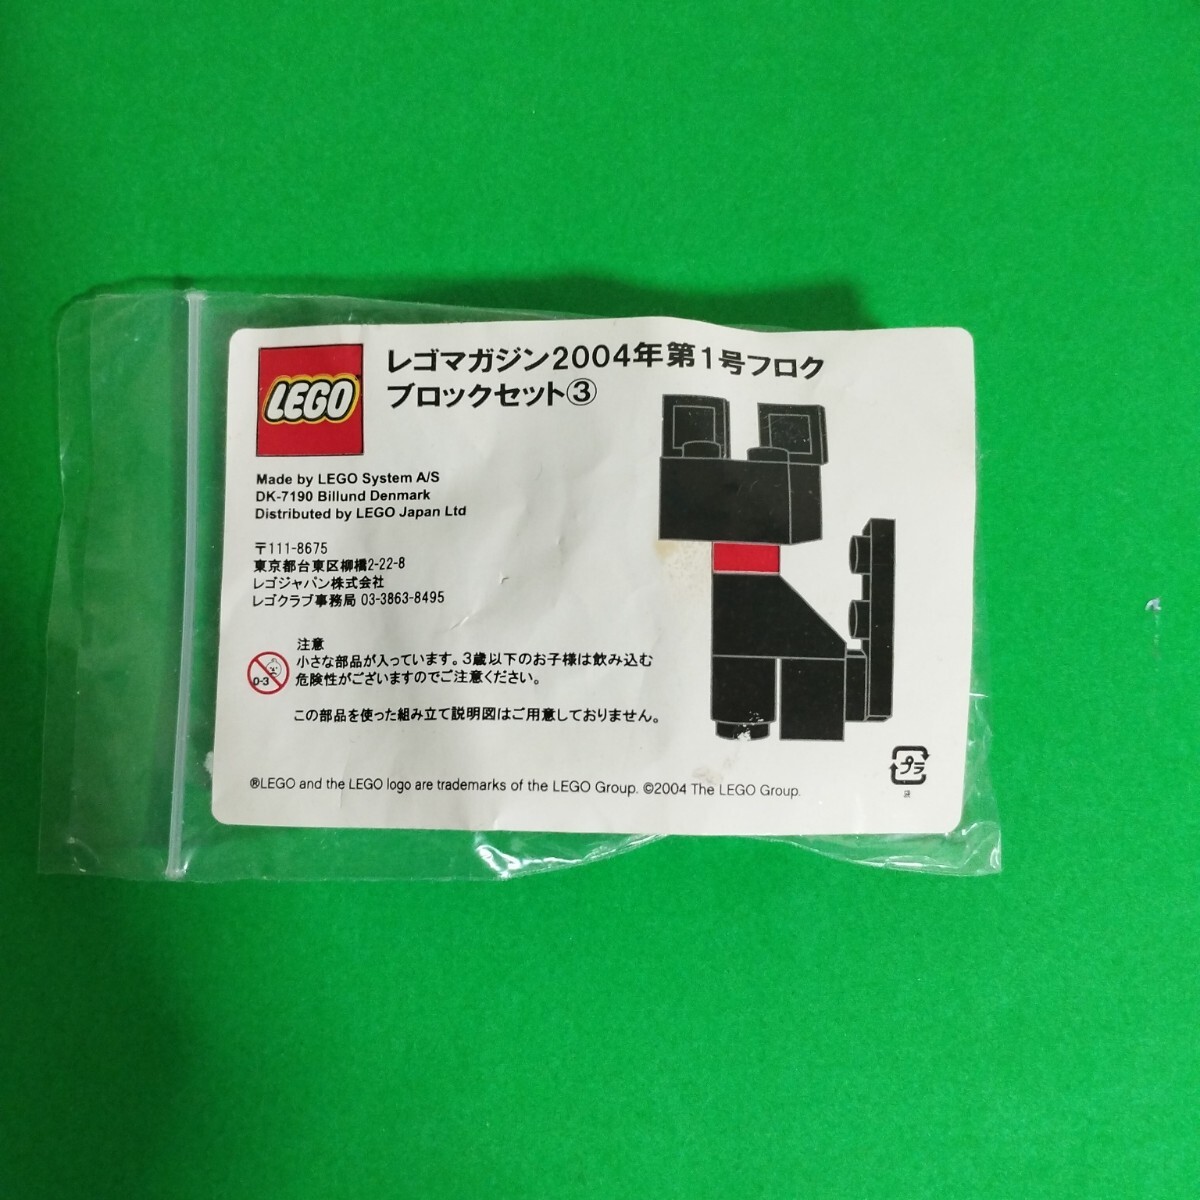 LEGO
レゴマガジン2004年第1号フロク
ブロックセット③
Made by LEGO System A/S
DK-7190 Billund Denmark
Distributed by LEGO Japan Ltd
〒111-8675
東京都台東区柳橋2-22-8
レゴジャパン株式会社
レゴクラブ事務局 03-3863-8495
注意
0-3
小さな部品が入っています。3歳以下のお子様は飲み込む
危険性がございますのでご注意ください。
この部品を使った組み立て説明図はご用意しておりません。
プラ
®LEGO and the LEGO logo are trademarks of the LEGO Group. ©2004 The LEGO Group.